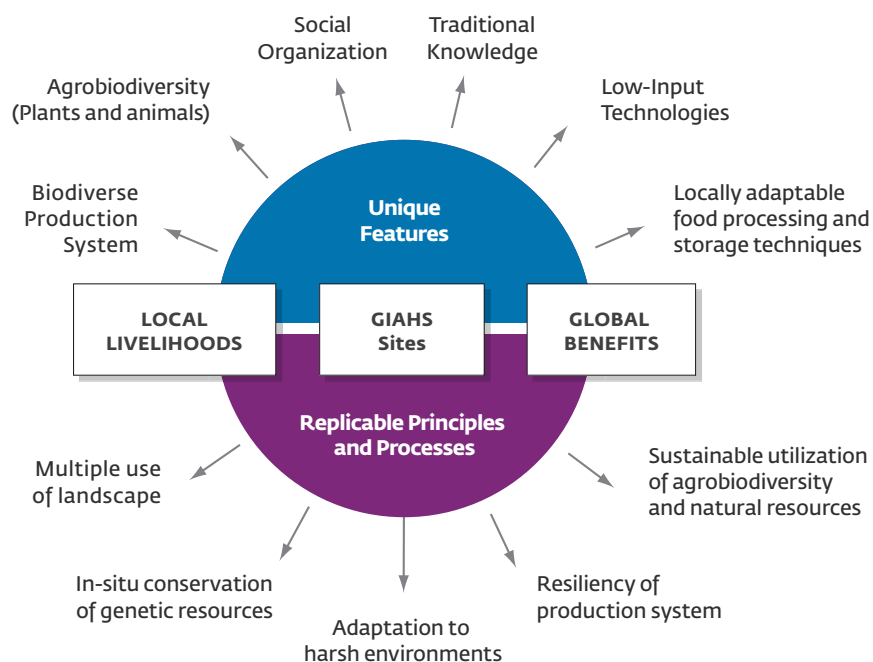 Social
Organization
Traditional
Knowledge
Agrobiodiversity
(Plants and animals)
Low-Input
Technologies
Biodiverse
Production
System
Unique
Features
Locally adaptable
food processing and
storage techniques
LOCAL
LIVELIHOODS
GIAHS
Sites
GLOBAL
BENEFITS
Replicable Principles
and Processes
Multiple use
of landscape
Sustainable utilization
of agrobiodiversity
and natural resources
In-situ conservation
of genetic resources
Adaptation to
harsh environments
Resiliency of
production system